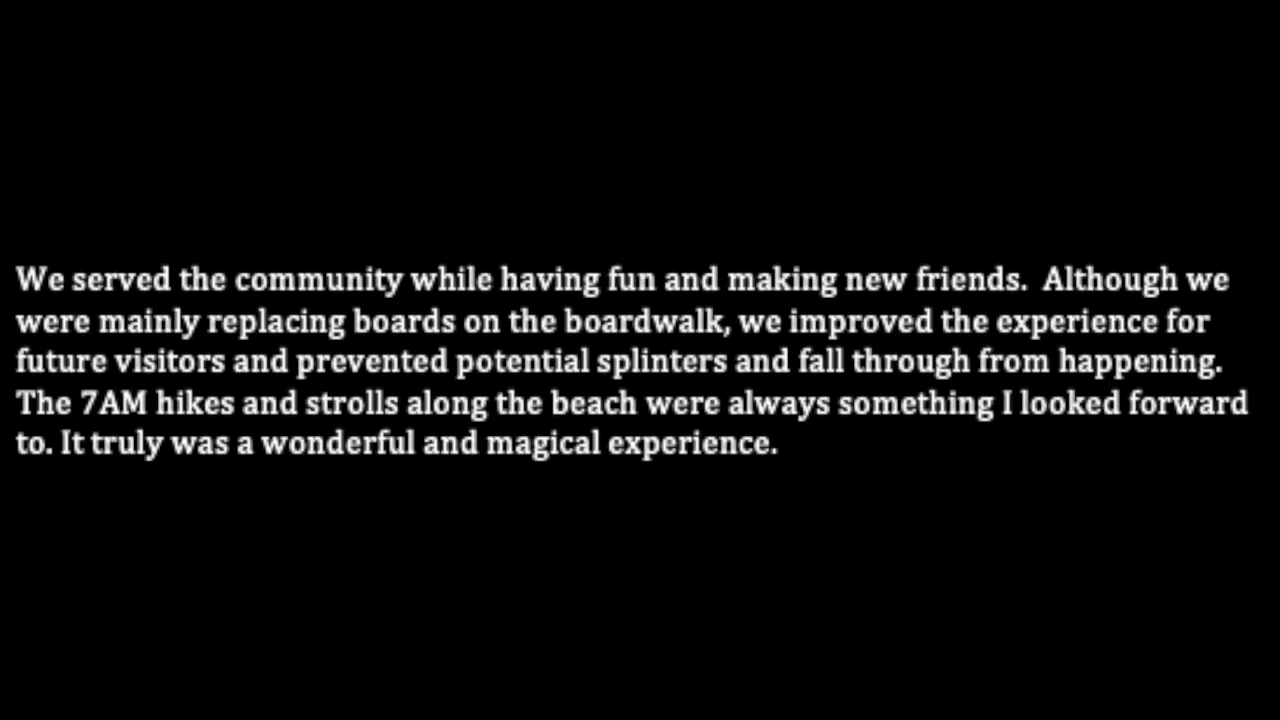 We served the community while having fun and making new friends.  Although we
were mainly replacing boards on the boardwalk, we improved the experience for
future visitors and prevented potential splinters and fall through from happening.
The 7AM hikes and strolls along the beach were always something I looked forward
to. It truly was a wonderful and magical experience.